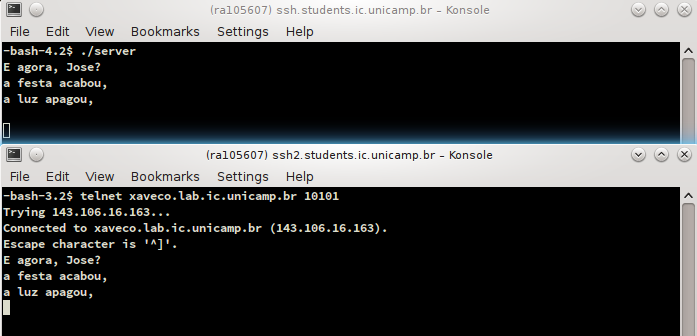 (ra105607) ssh.students.ic.unicamp.br – Konsole
File Edit View Bookmarks Settings Help
-bash-4.2$ ./server
E agora, Jose?
a festa acabou,
a luz apagou,
(ra105607) ssh2.students.ic.unicamp.br – Konsole
File Edit View Bookmarks Settings Help
-bash-3.2$ telnet xaveco.lab.ic.unicamp.br 10101
Trying 143.106.16.163...
Connected to xaveco.lab.ic.unicamp.br (143.106.16.163).
Escape character is '^]'.
E agora, Jose?
a festa acabou,
a luz apagou,